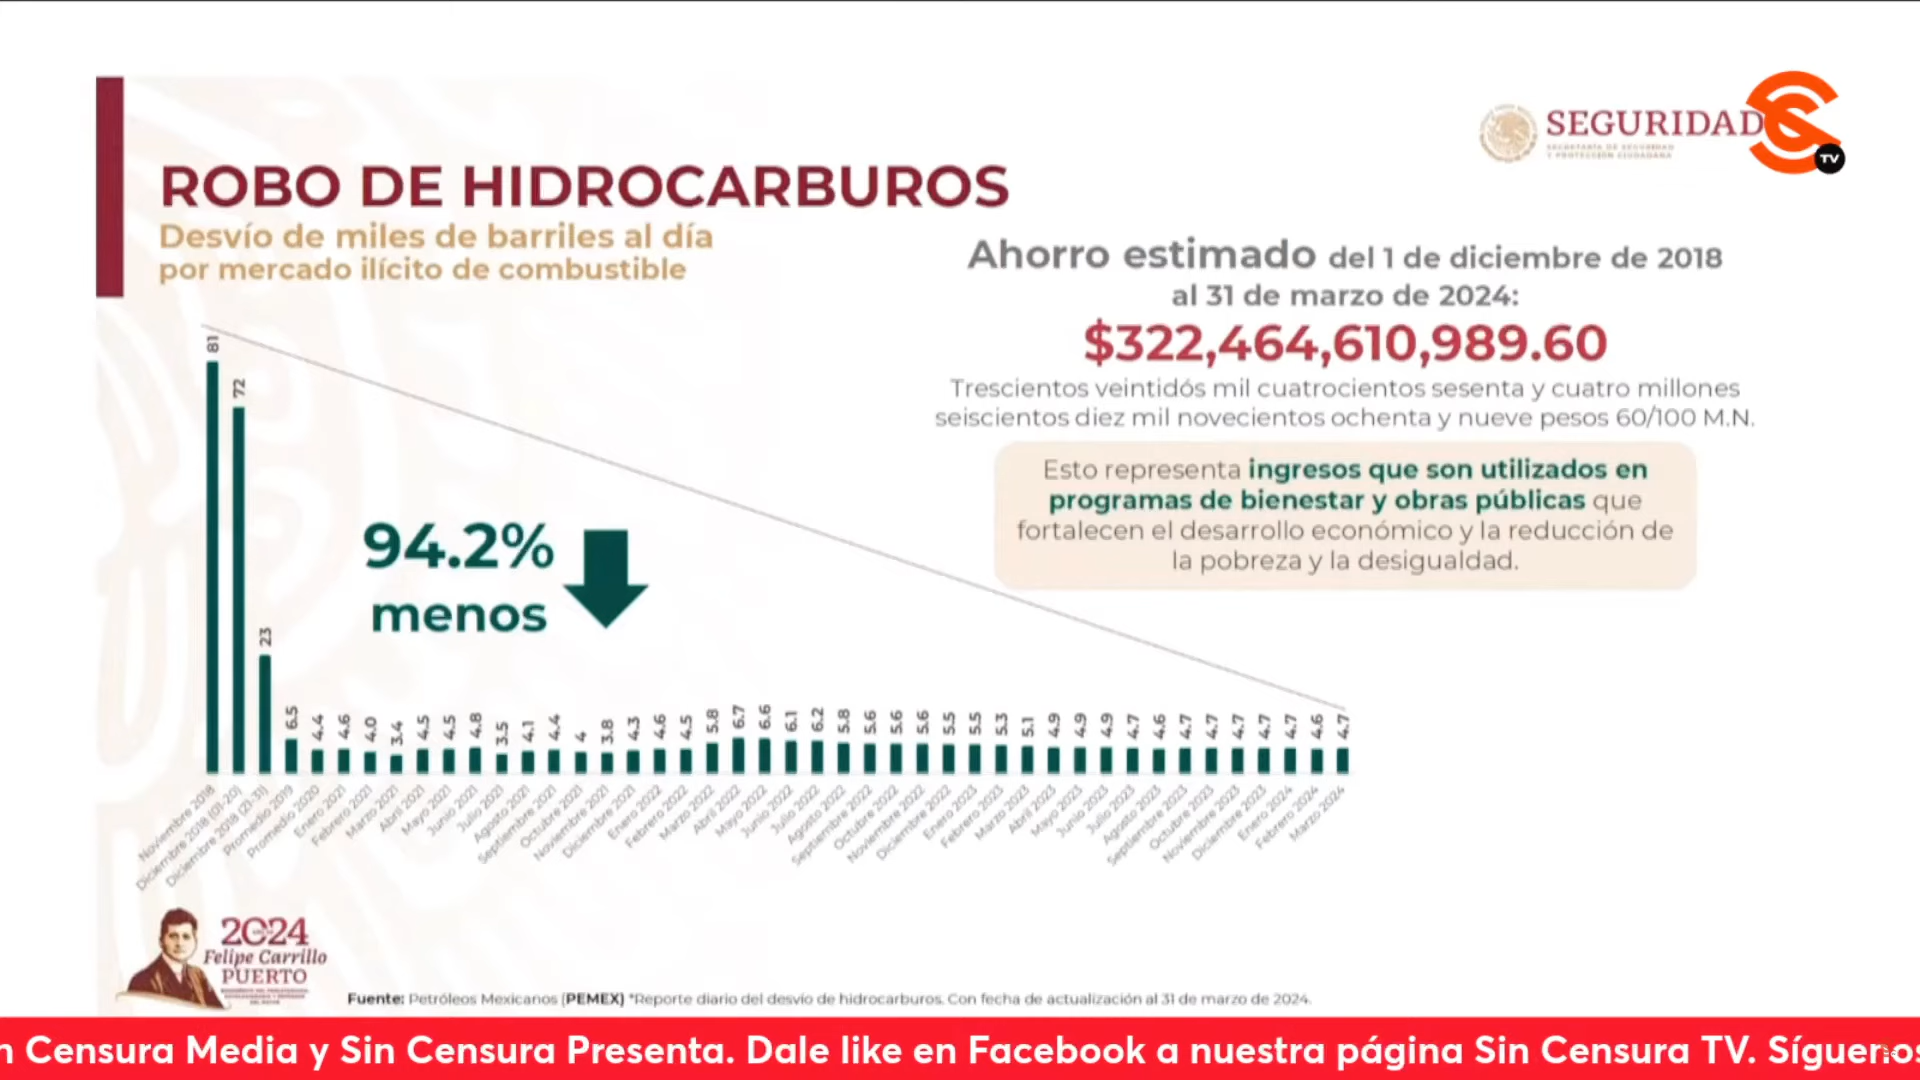 SEGURIDAD
SECRETARÍA DE SEGURIDAD
Y PROTECCIÓN CIUDADANA
TV
ROBO DE HIDROCARBUROS
Desvío de miles de barriles al día
por mercado ilícito de combustible
Ahorro estimado del 1 de diciembre de 2018
al 31 de marzo de 2024:
$322,464,610,989.60
Trescientos veintidós mil cuatrocientos sesenta y cuatro millones
seiscientos diez mil novecientos ochenta y nueve pesos 60/100 M.N.
Esto representa ingresos que son utilizados en
programas de bienestar y obras públicas que
fortalecen el desarrollo económico y la reducción de
la pobreza y la desigualdad.
94.2%
menos
81
72
23
6.5
4.4
4.6
4.0
3.4
4.5
4.5
4.8
3.5
4.1
4.4
4
3.8
4.3
4.6
4.5
5.8
6.7
6.6
6.1
6.2
5.8
5.6
5.6
5.6
5.5
5.5
5.3
5.1
4.9
4.9
4.9
4.7
4.6
4.7
4.7
4.7
4.7
4.7
4.6
4.7
Noviembre 2018
Diciembre 2018 (01-20)
Diciembre 2018 (21-31)
Promedio 2019
Promedio 2020
Enero 2021
Febrero 2021
Marzo 2021
Abril 2021
Mayo 2021
Junio 2021
Julio 2021
Agosto 2021
Septiembre 2021
Octubre 2021
Noviembre 2021
Diciembre 2021
Enero 2022
Febrero 2022
Marzo 2022
Abril 2022
Mayo 2022
Junio 2022
Julio 2022
Agosto 2022
Septiembre 2022
Octubre 2022
Noviembre 2022
Diciembre 2022
Enero 2023
Febrero 2023
Marzo 2023
Abril 2023
Mayo 2023
Junio 2023
Julio 2023
Agosto 2023
Septiembre 2023
Octubre 2023
Noviembre 2023
Diciembre 2023
Enero 2024
Febrero 2024
Marzo 2024
2024
Felipe Carrillo
PUERTO
Fuente: Petróleos Mexicanos (PEMEX) *Reporte diario del desvío de hidrocarburos. Con fecha de actualización al 31 de marzo de 2024.
n Censura Media y Sin Censura Presenta. Dale like en Facebook a nuestra página Sin Censura TV. Síguenos